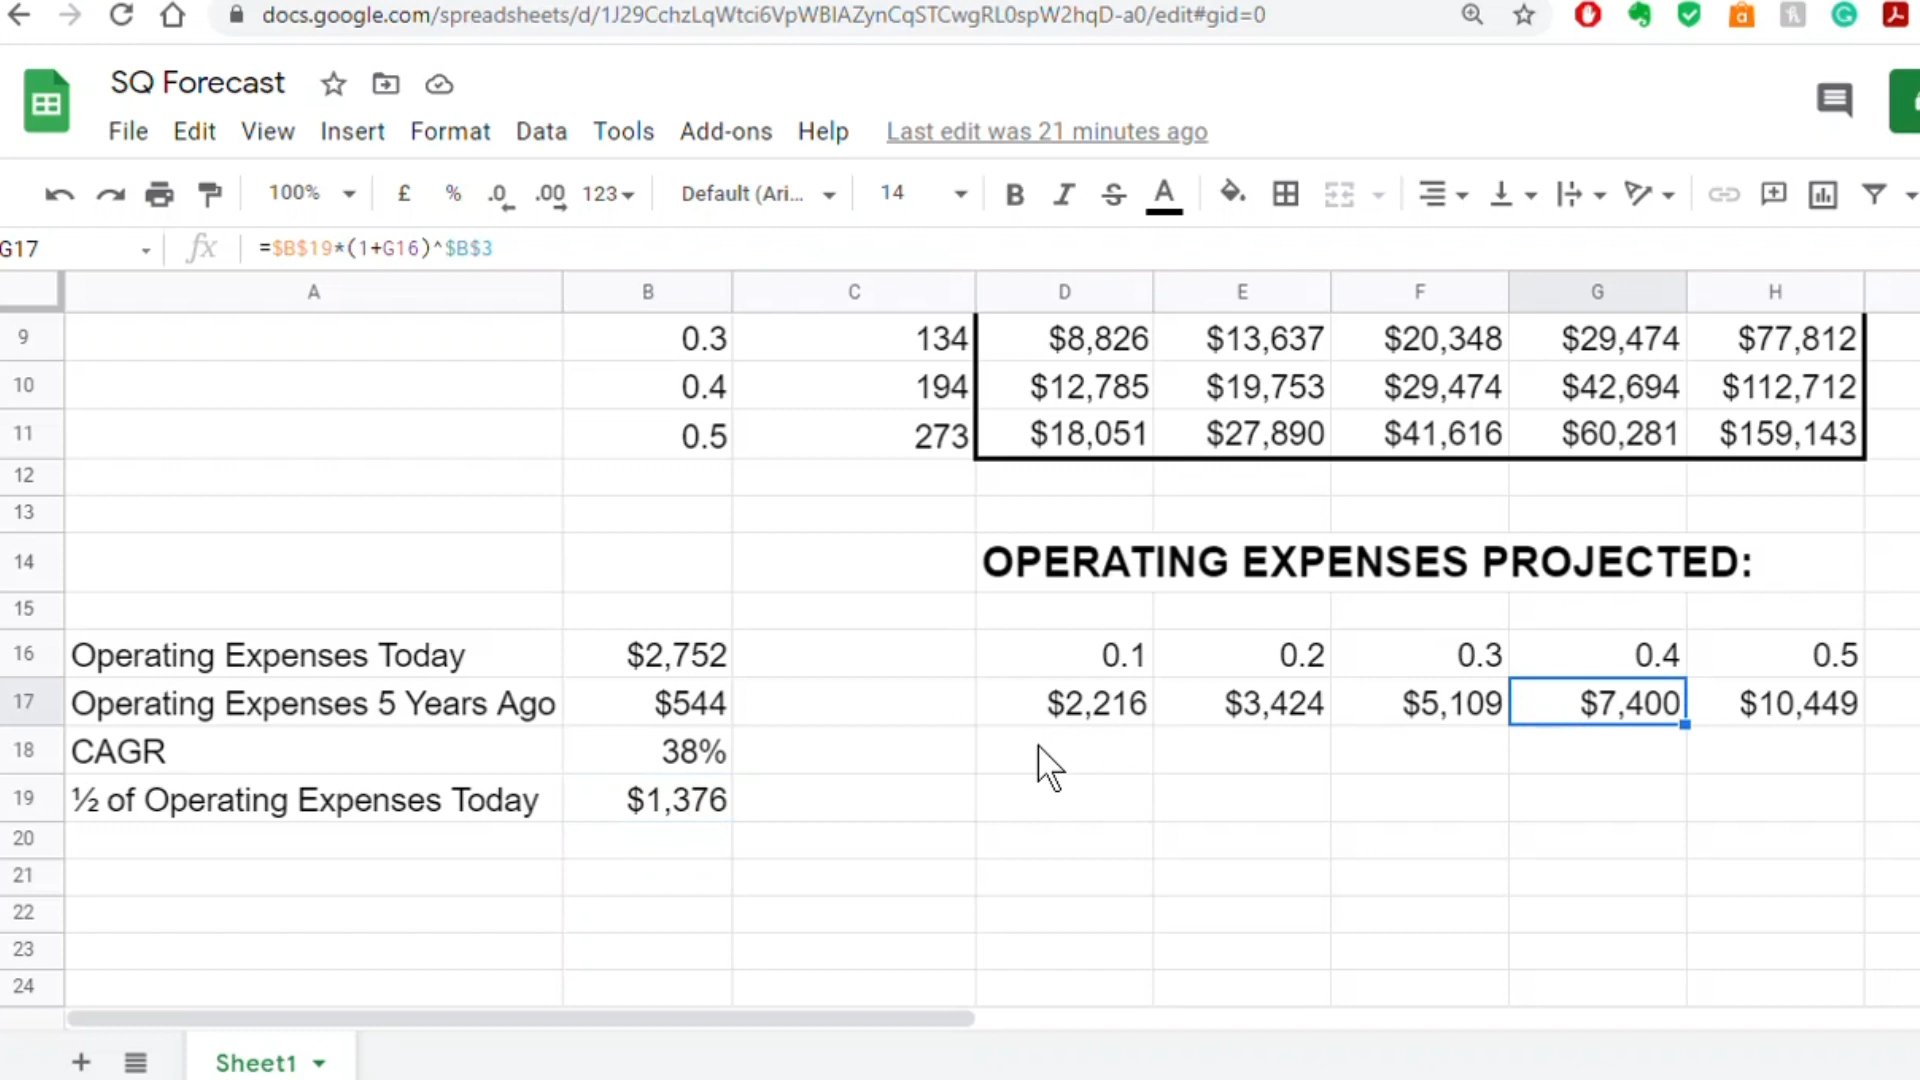 docs.google.com/spreadsheets/d/1J29CchzLqWtci6VpWBIAZynCqSTCwgRL0spW2hqD-a0/edit#gid=0
SQ Forecast
File Edit View Insert Format Data Tools Add-ons Help Last edit was 21 minutes ago
100% £ % .0 .00 123 Default (Ari... 14 B I S A
G17 fx =$B$19*(1+G16)^$B$3
A B C D E F G H
9 0.3 134 $8,826 $13,637 $20,348 $29,474 $77,812
10 0.4 194 $12,785 $19,753 $29,474 $42,694 $112,712
11 0.5 273 $18,051 $27,890 $41,616 $60,281 $159,143
12
13
14 OPERATING EXPENSES PROJECTED:
15
16 Operating Expenses Today $2,752 0.1 0.2 0.3 0.4 0.5
17 Operating Expenses 5 Years Ago $544 $2,216 $3,424 $5,109 $7,400 $10,449
18 CAGR 38%
19 ½ of Operating Expenses Today $1,376
20
21
22
23
24
Sheet1